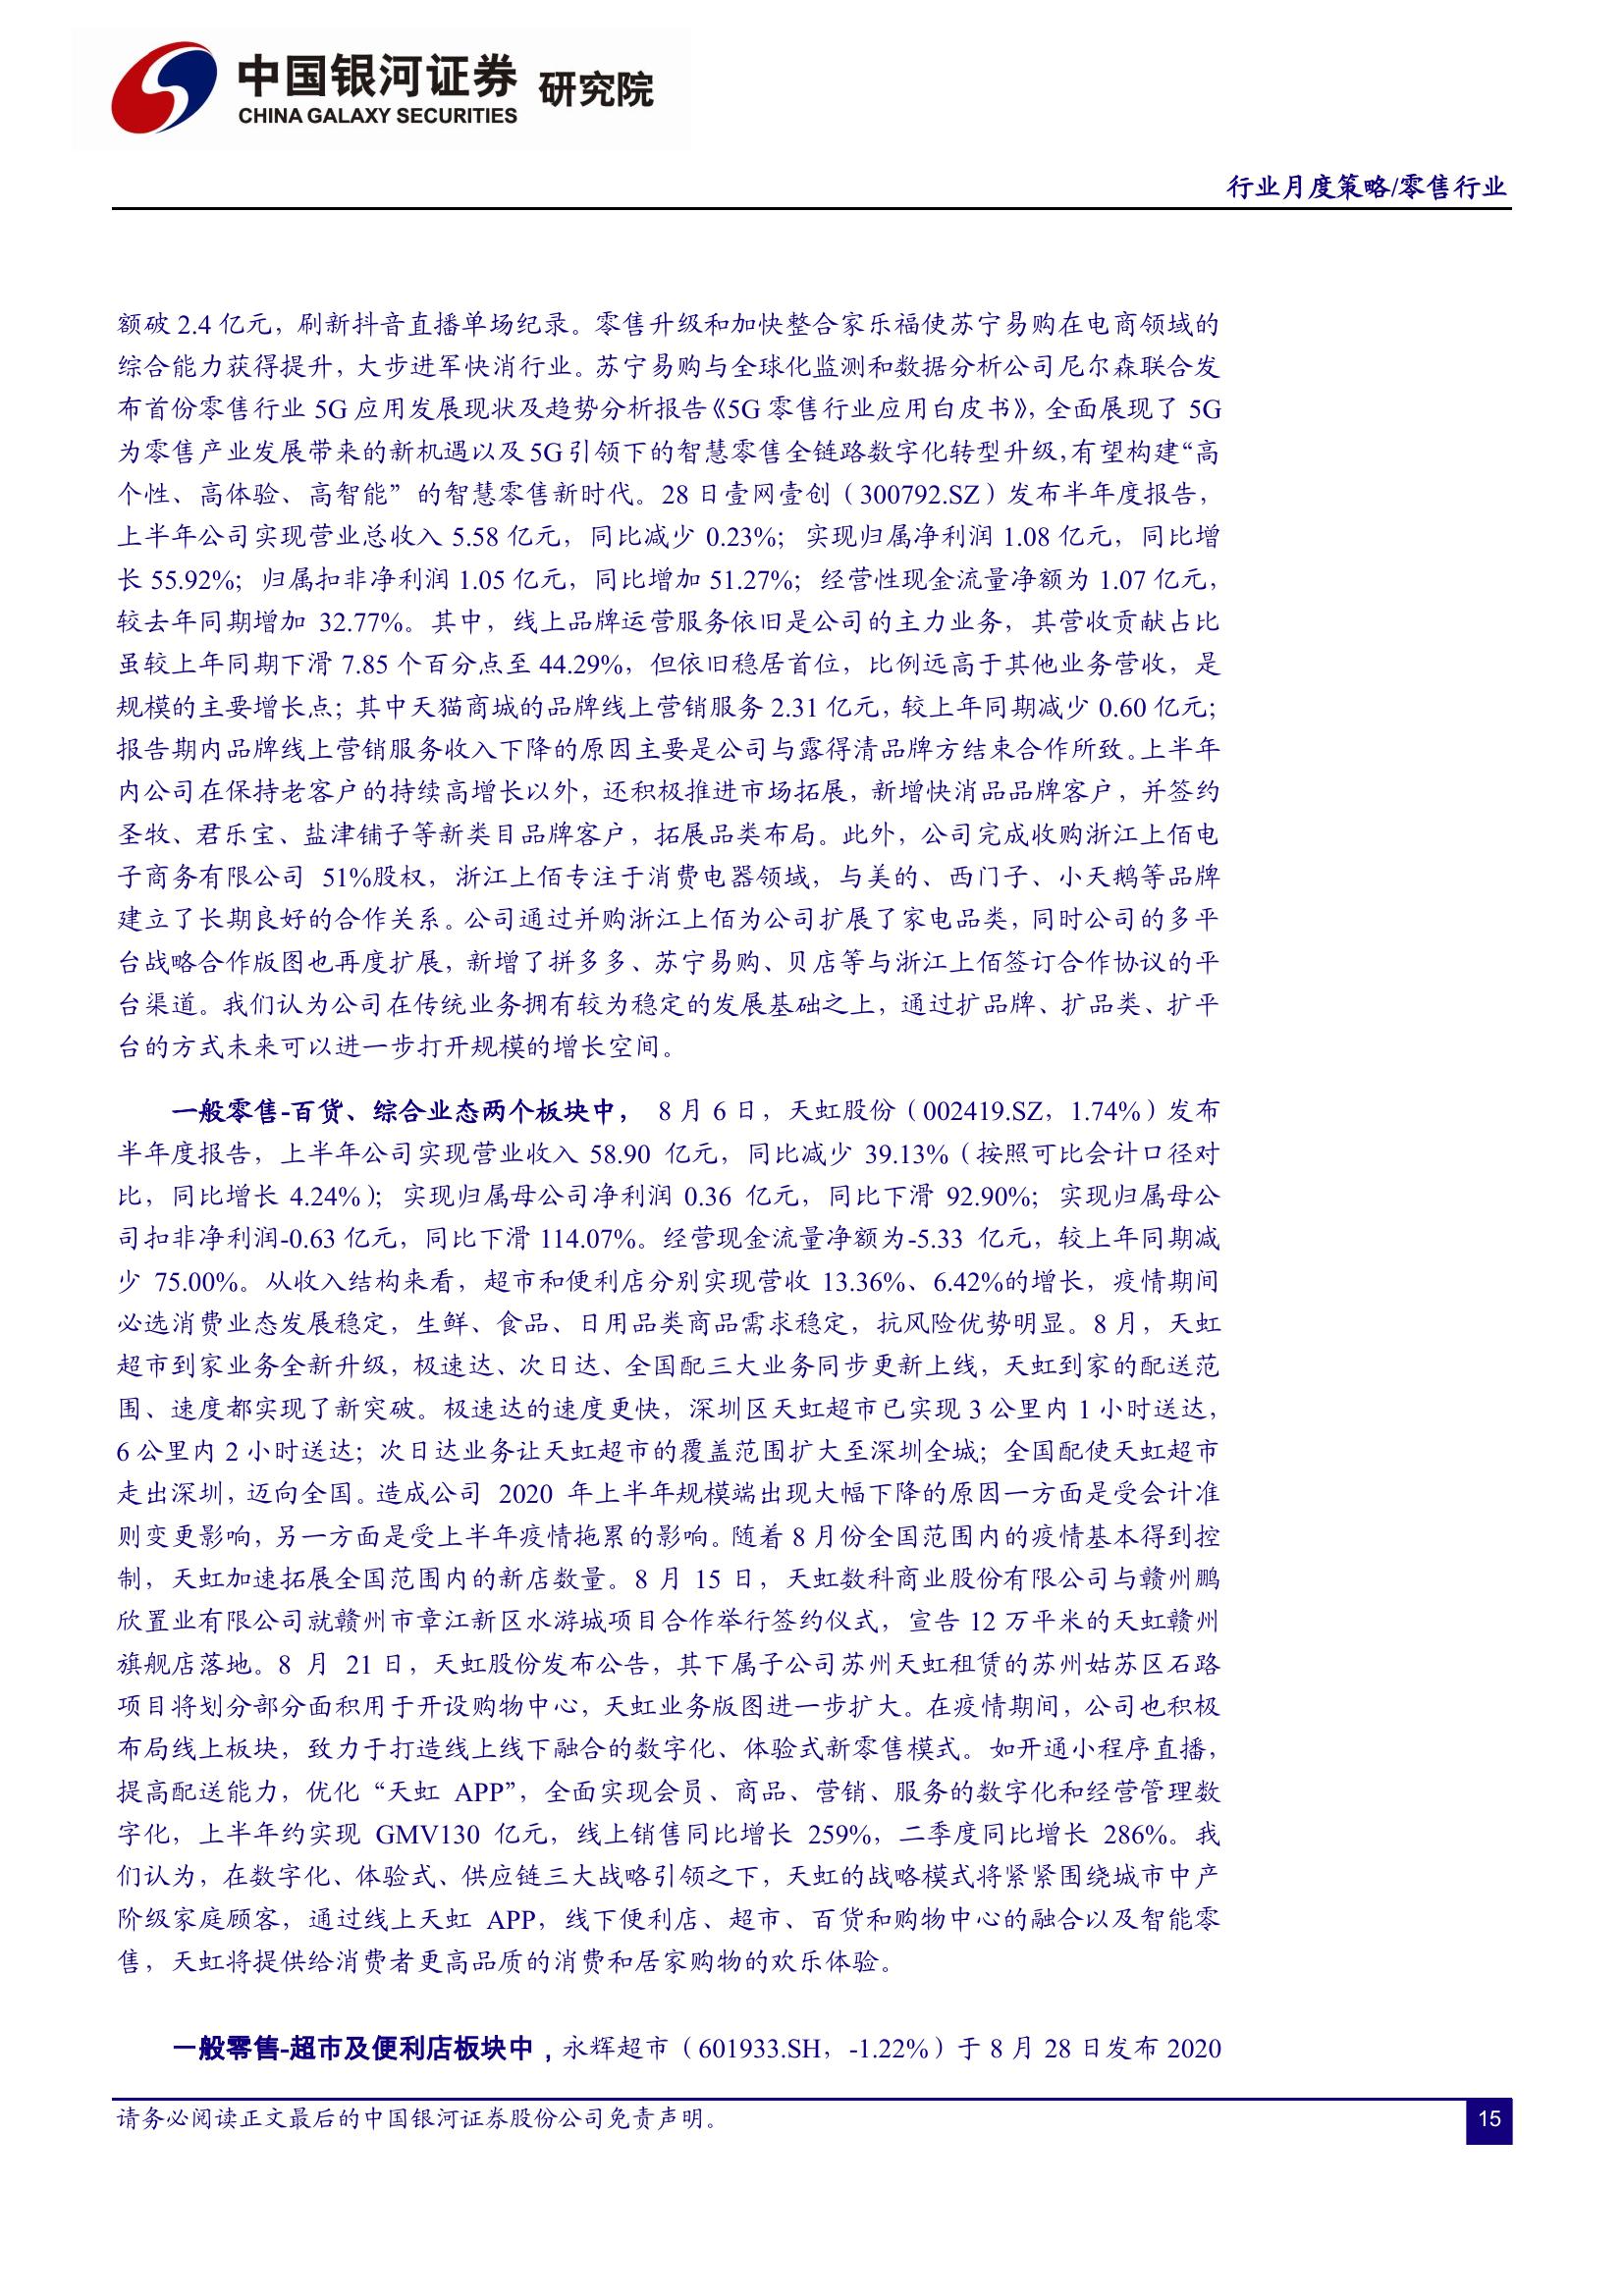 中国银河证券 研究院
CHINA GALAXY SECURITIES
行业月度策略/零售行业
额破 2.4 亿元，刷新抖音直播单场纪录。零售升级和加快整合家乐福使苏宁易购在电商领域的
综合能力获得提升，大步进军快消行业。苏宁易购与全球化监测和数据分析公司尼尔森联合发
布首份零售行业 5G 应用发展现状及趋势分析报告《5G 零售行业应用白皮书》，全面展现了 5G
为零售产业发展带来的新机遇以及 5G 引领下的智慧零售全链路数字化转型升级，有望构建“高
个性、高体验、高智能” 的智慧零售新时代。28 日壹网壹创（300792.SZ）发布半年度报告，
上半年公司实现营业总收入 5.58 亿元，同比减少 0.23%；实现归属净利润 1.08 亿元，同比增
长 55.92%；归属扣非净利润 1.05 亿元，同比增加 51.27%；经营性现金流量净额为 1.07 亿元，
较去年同期增加 32.77%。其中，线上品牌运营服务依旧是公司的主力业务，其营收贡献占比
虽较上年同期下滑 7.85 个百分点至 44.29%，但依旧稳居首位，比例远高于其他业务营收，是
规模的主要增长点；其中天猫商城的品牌线上营销服务 2.31 亿元，较上年同期减少 0.60 亿元；
报告期内品牌线上营销服务收入下降的原因主要是公司与露得清品牌方结束合作所致。上半年
内公司在保持老客户的持续高增长以外，还积极推进市场拓展，新增快消品品牌客户，并签约
圣牧、君乐宝、盐津铺子等新类目品牌客户，拓展品类布局。此外，公司完成收购浙江上佰电
子商务有限公司 51%股权，浙江上佰专注于消费电器领域，与美的、西门子、小天鹅等品牌
建立了长期良好的合作关系。公司通过并购浙江上佰为公司扩展了家电品类，同时公司的多平
台战略合作版图也再度扩展，新增了拼多多、苏宁易购、贝店等与浙江上佰签订合作协议的平
台渠道。我们认为公司在传统业务拥有较为稳定的发展基础之上，通过扩品牌、扩品类、扩平
台的方式未来可以进一步打开规模的增长空间。
一般零售-百货、综合业态两个板块中， 8 月 6 日，天虹股份（002419.SZ，1.74%）发布
半年度报告，上半年公司实现营业收入 58.90 亿元，同比减少 39.13%（按照可比会计口径对
比，同比增长 4.24%）；实现归属母公司净利润 0.36 亿元，同比下滑 92.90%；实现归属母公
司扣非净利润-0.63 亿元，同比下滑 114.07%。经营现金流量净额为-5.33 亿元，较上年同期减
少 75.00%。从收入结构来看，超市和便利店分别实现营收 13.36%、6.42%的增长，疫情期间
必选消费业态发展稳定，生鲜、食品、日用品类商品需求稳定，抗风险优势明显。8 月，天虹
超市到家业务全新升级，极速达、次日达、全国配三大业务同步更新上线，天虹到家的配送范
围、速度都实现了新突破。极速达的速度更快，深圳区天虹超市已实现 3 公里内 1 小时送达，
6 公里内 2 小时送达；次日达业务让天虹超市的覆盖范围扩大至深圳全城；全国配使天虹超市
走出深圳，迈向全国。造成公司 2020 年上半年规模端出现大幅下降的原因一方面是受会计准
则变更影响，另一方面是受上半年疫情拖累的影响。随着 8 月份全国范围内的疫情基本得到控
制，天虹加速拓展全国范围内的新店数量。8 月 15 日，天虹数科商业股份有限公司与赣州鹏
欣置业有限公司就赣州市章江新区水游城项目合作举行签约仪式，宣告 12 万平米的天虹赣州
旗舰店落地。8 月 21 日，天虹股份发布公告，其下属子公司苏州天虹租赁的苏州姑苏区石路
项目将划分部分面积用于开设购物中心，天虹业务版图进一步扩大。在疫情期间，公司也积极
布局线上板块，致力于打造线上线下融合的数字化、体验式新零售模式。如开通小程序直播，
提高配送能力，优化“天虹 APP”，全面实现会员、商品、营销、服务的数字化和经营管理数
字化，上半年约实现 GMV130 亿元，线上销售同比增长 259%，二季度同比增长 286%。我
们认为，在数字化、体验式、供应链三大战略引领之下，天虹的战略模式将紧紧围绕城市中产
阶级家庭顾客，通过线上天虹 APP，线下便利店、超市、百货和购物中心的融合以及智能零
售，天虹将提供给消费者更高品质的消费和居家购物的欢乐体验。
一般零售-超市及便利店板块中，永辉超市（601933.SH，-1.22%）于 8 月 28 日发布 2020
请务必阅读正文最后的中国银河证券股份公司免责声明。
15